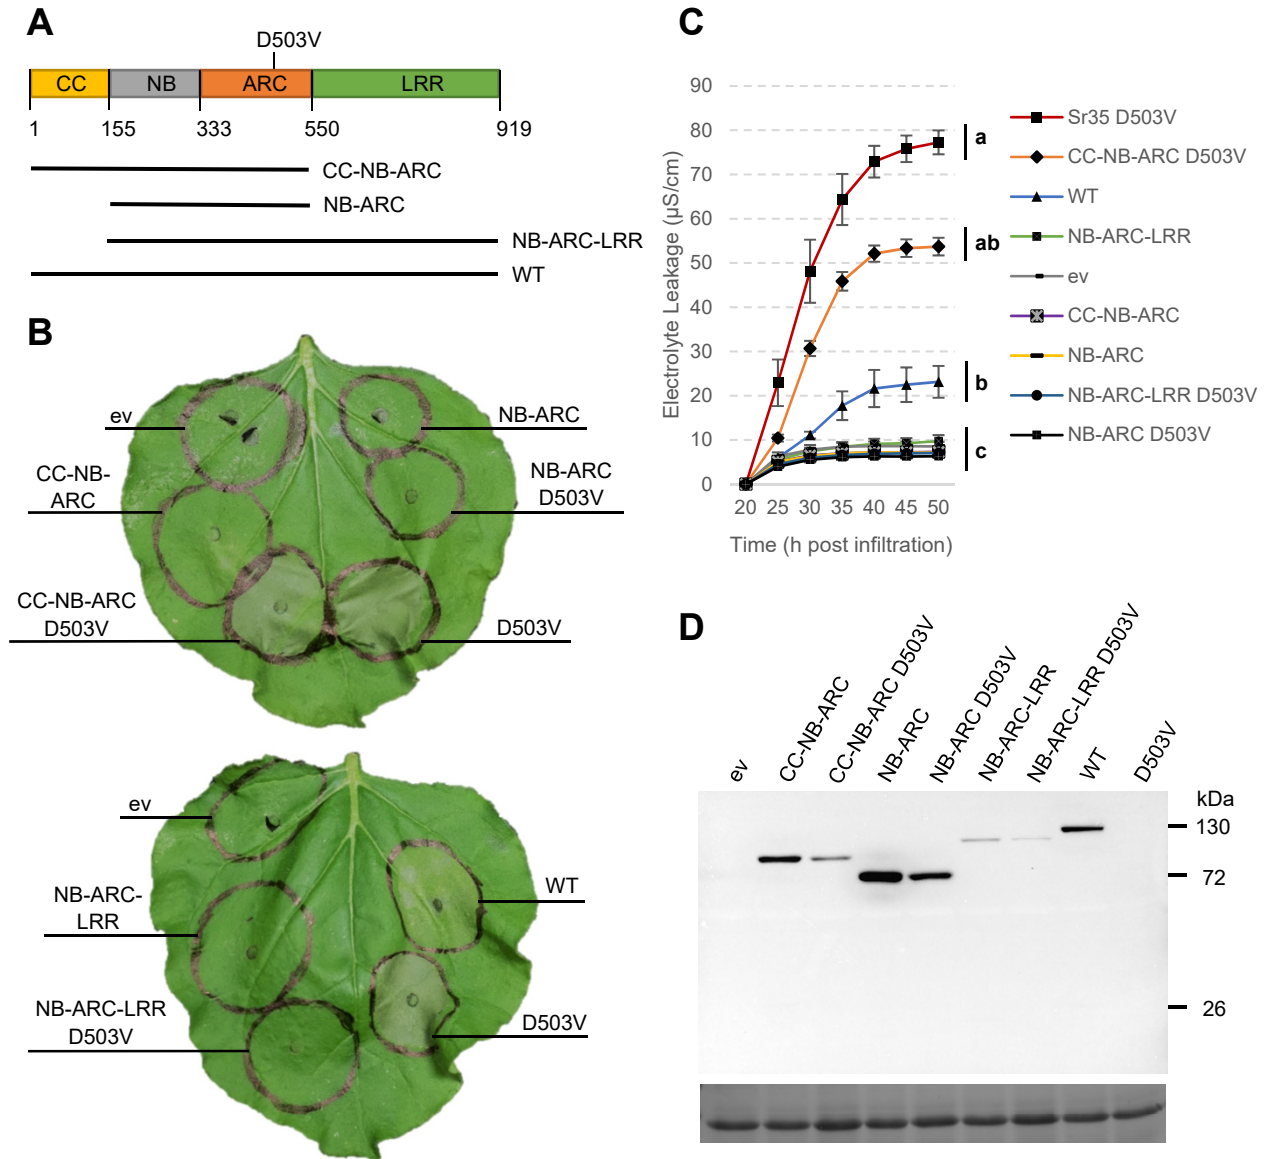 A
D503V
CC NB ARC LRR
1 155 333 550 919
CC-NB-ARC
NB-ARC
NB-ARC-LRR
WT
B
ev
NB-ARC
CC-NB-
ARC
NB-ARC
D503V
CC-NB-ARC
D503V
D503V
ev
WT
NB-ARC-
LRR
NB-ARC-LRR
D503V
D503V
C
Electrolyte Leakage (µS/cm)
90
80
70
60
50
40
30
20
10
0
20 25 30 35 40 45 50
Time (h post infiltration)
a
ab
b
c
Sr35 D503V
CC-NB-ARC D503V
WT
NB-ARC-LRR
ev
CC-NB-ARC
NB-ARC
NB-ARC-LRR D503V
NB-ARC D503V
D
ev
CC-NB-ARC
CC-NB-ARC D503V
NB-ARC
NB-ARC D503V
NB-ARC-LRR
NB-ARC-LRR D503V
WT
D503V
kDa
130
72
26